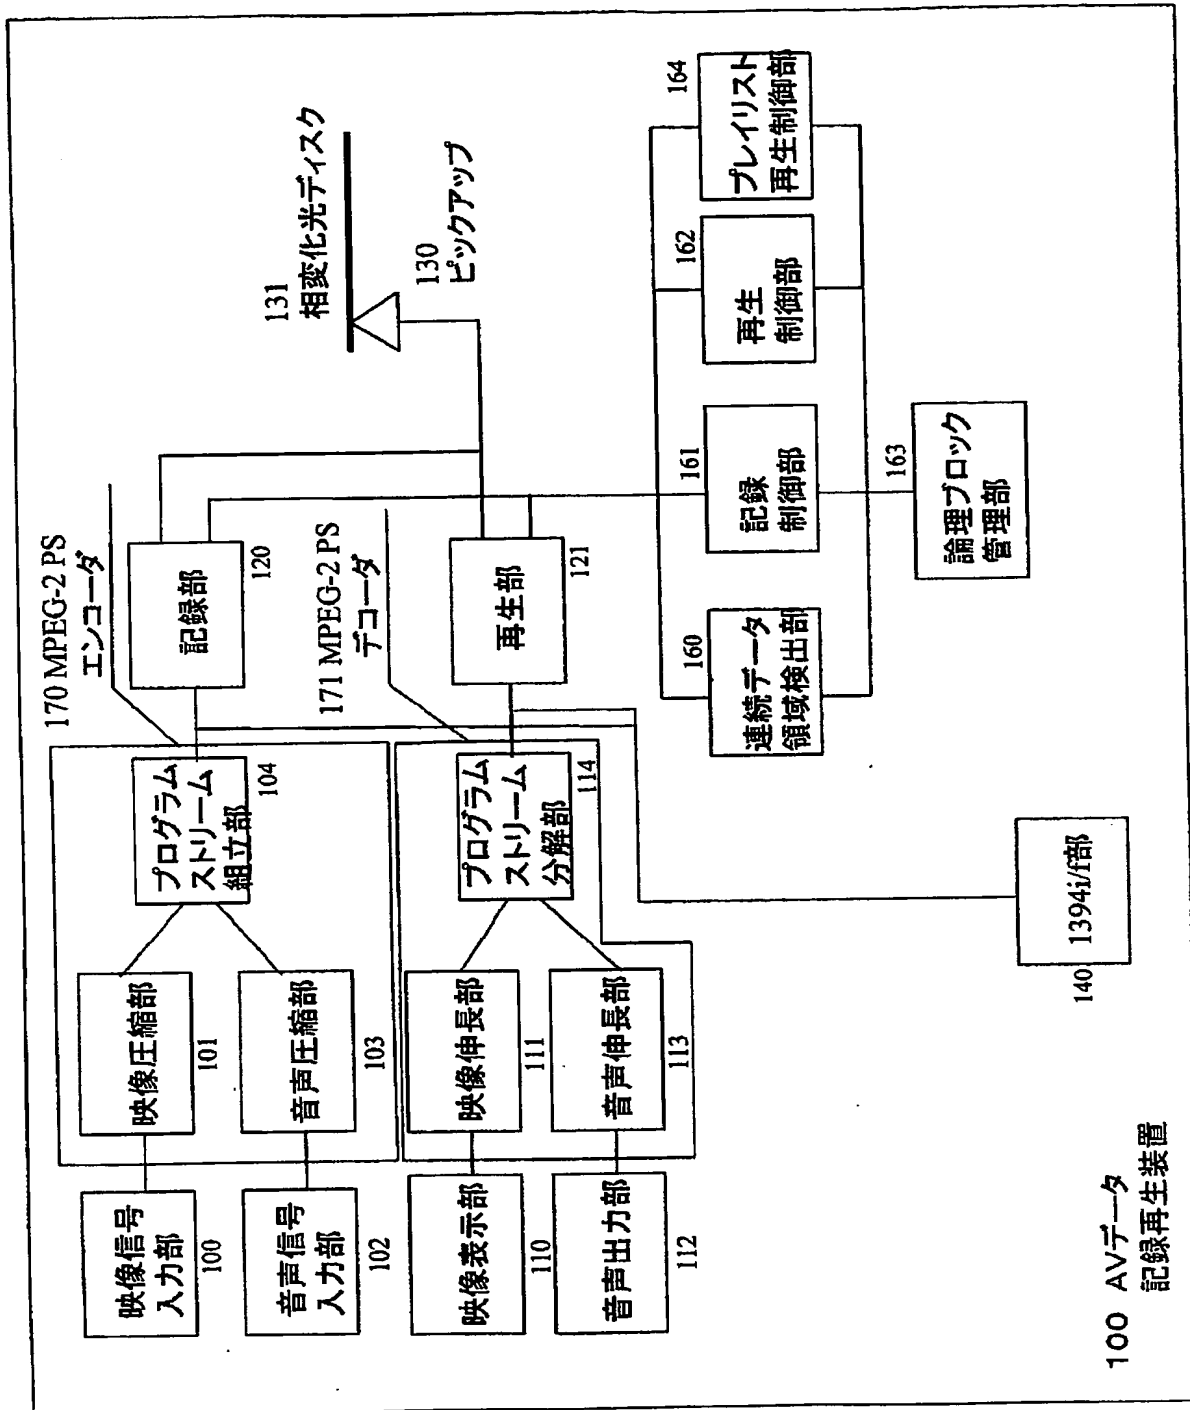 170 MPEG-2 PS
エンコーダ
映像信号
入力部
100
映像圧縮部
101
音声信号
入力部
102
音声圧縮部
103
プログラム
ストリーム
組立部
104
記録部
120
131
相変化光ディスク
130
ピックアップ
171 MPEG-2 PS
デコーダ
映像表示部
110
映像伸長部
111
音声出力部
112
音声伸長部
113
プログラム
ストリーム
分解部
114
再生部
121
160
連続データ
領域検出部
161
記録
制御部
162
再生
制御部
164
プレイリスト
再生制御部
163
論理ブロック
管理部
140
1394i/f部
100 AVデータ
記録再生装置